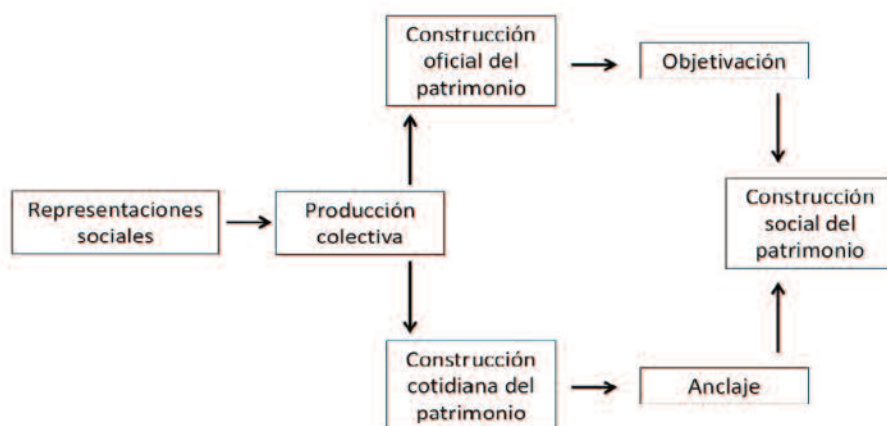 Representaciones
sociales
Producción
colectiva
Construcción
oficial del
patrimonio
Objetivación
Construcción
cotidiana del
patrimonio
Anclaje
Construcción
social del
patrimonio